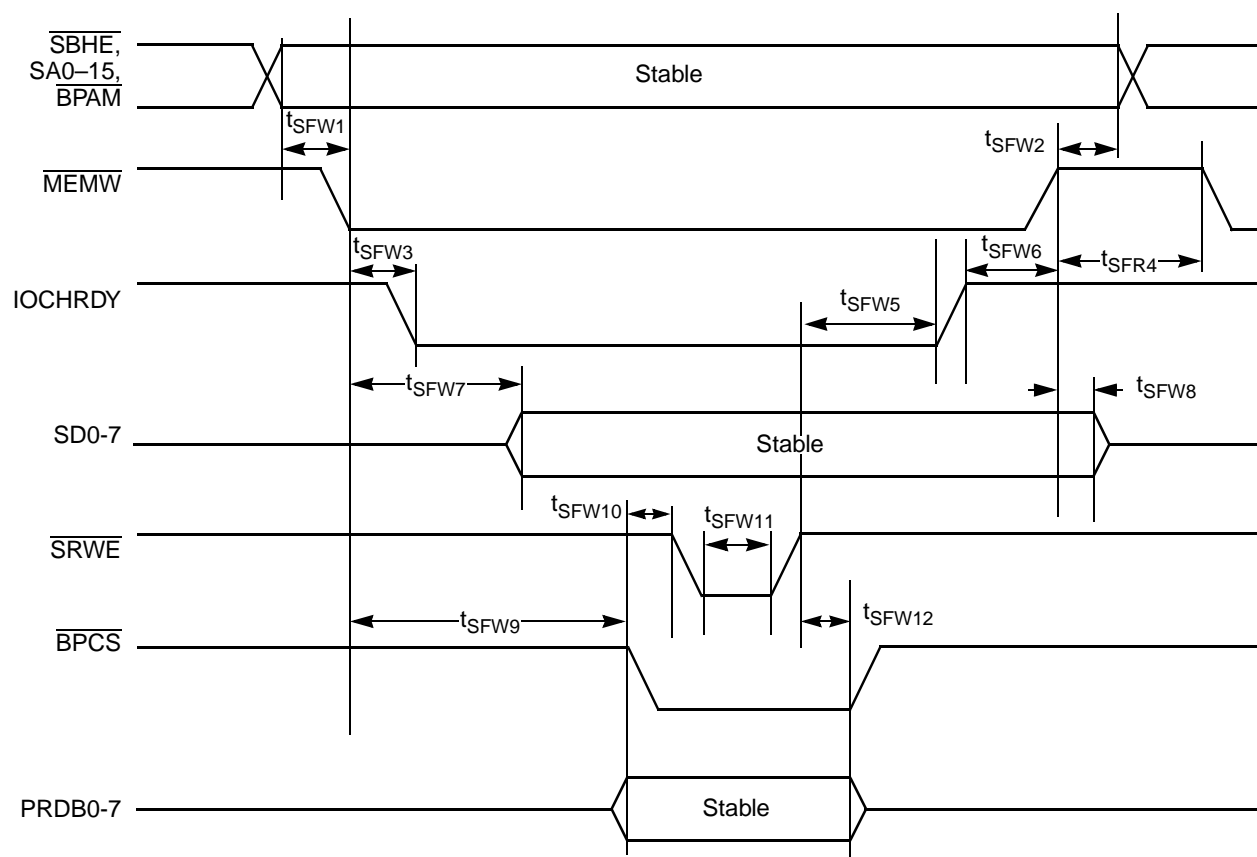 SBHE,
SA0–15,
BPAM
Stable
tSFW1
tSFW2
MEMW
tSFW3
tSFW6
tSFR4
IOCHRDY
tSFW5
tSFW7
tSFW8
SD0-7
Stable
tSFW10
tSFW11
SRWE
tSFW9
tSFW12
BPCS
PRDB0-7
Stable